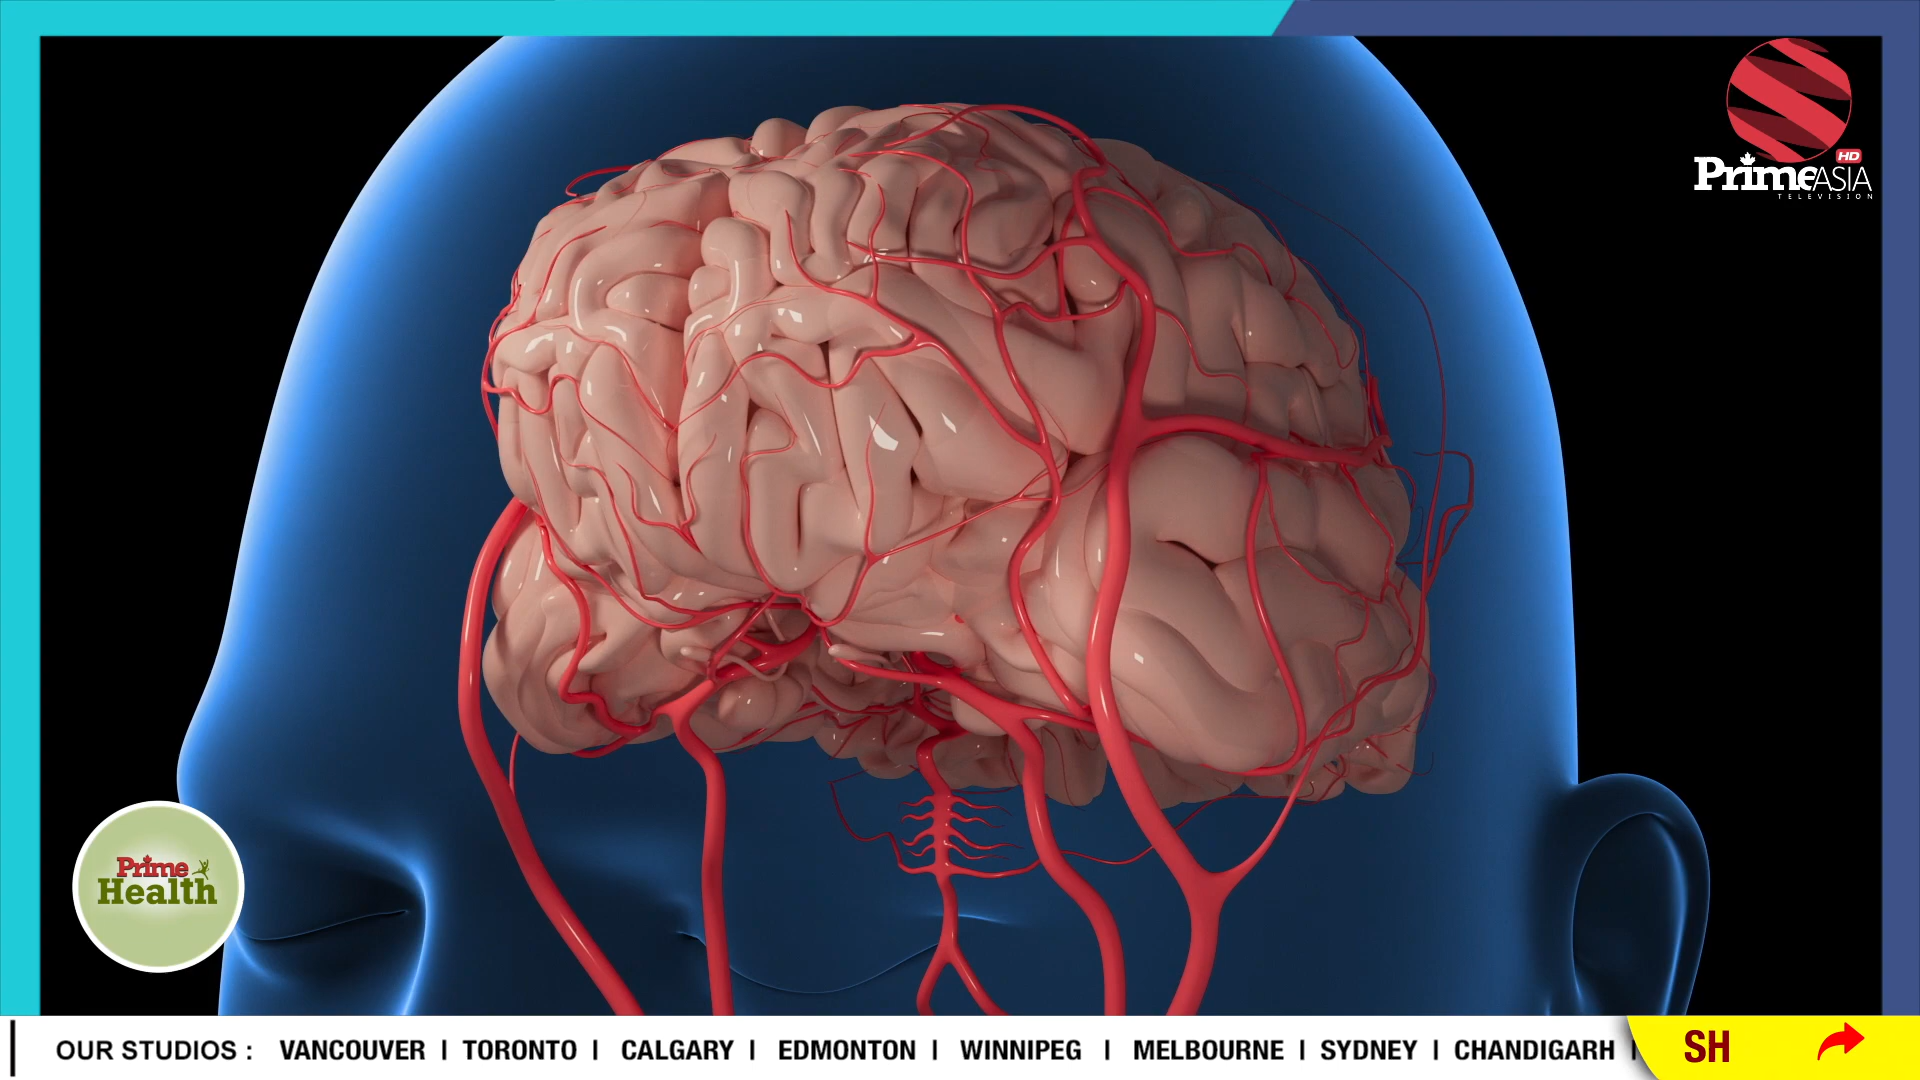 HD
PrimeASIA
TELEVISION
Prime
Health
OUR STUDIOS : VANCOUVER | TORONTO | CALGARY | EDMONTON | WINNIPEG | MELBOURNE | SYDNEY | CHANDIGARH |
SH